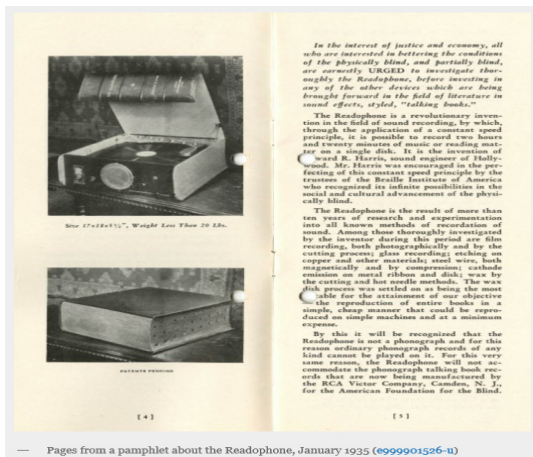 Size 17x18x9½", Weight Less Than 20 Lbs.
PATENTS PENDING
[ 4 ]
In the interest of justice and economy, all
who are interested in bettering the conditions
of the physically blind, and partially blind,
are earnestly URGED to investigate thor-
oughly the Readophone, before investing in
any of the other devices which are being
brought forward in the field of literature in
sound effects, styled, "talking books."
The Readophone is a revolutionary inven-
tion in the field of sound recording, by which,
through the application of a constant speed
principle, it is possible to record two hours
and twenty minutes of music or reading mat-
ter on a single disk. It is the invention of
ward R. Harris, sound engineer of Holly-
wood. Mr. Harris was encouraged in the per-
fecting of this constant speed principle by the
trustees of the Braille Institute of America
who recognized its infinite possibilities in the
social and cultural advancement of the physi-
cally blind.
The Readophone is the result of more than
ten years of research and experimentation
into all known methods of recordation of
sound. Among those thoroughly investigated
by the inventor during this period are film
recording, both photographically and by the
cutting process; glass recording; etching on
copper and other materials; steel wire, both
magnetically and by compression; cathode
emission on metal ribbon and disk; wax by
the cutting and hot needle methods. The wax
disk process was settled on as being the most
table for the attainment of our objective
the reproduction of entire books in a
simple, cheap manner that could be repro-
duced on simple machines and at a minimum
expense.
By this it will be recognized that the
Readophone is not a phonograph and for this
reason ordinary phonograph records of any
kind cannot be played on it. For this very
same reason, the Readophone will not ac-
commodate the phonograph talking book rec-
ords that are now being manufactured by
the RCA Victor Company, Camden, N. J.,
for the American Foundation for the Blind.
[ 5 ]
— Pages from a pamphlet about the Readophone, January 1935 (e999901526-u)